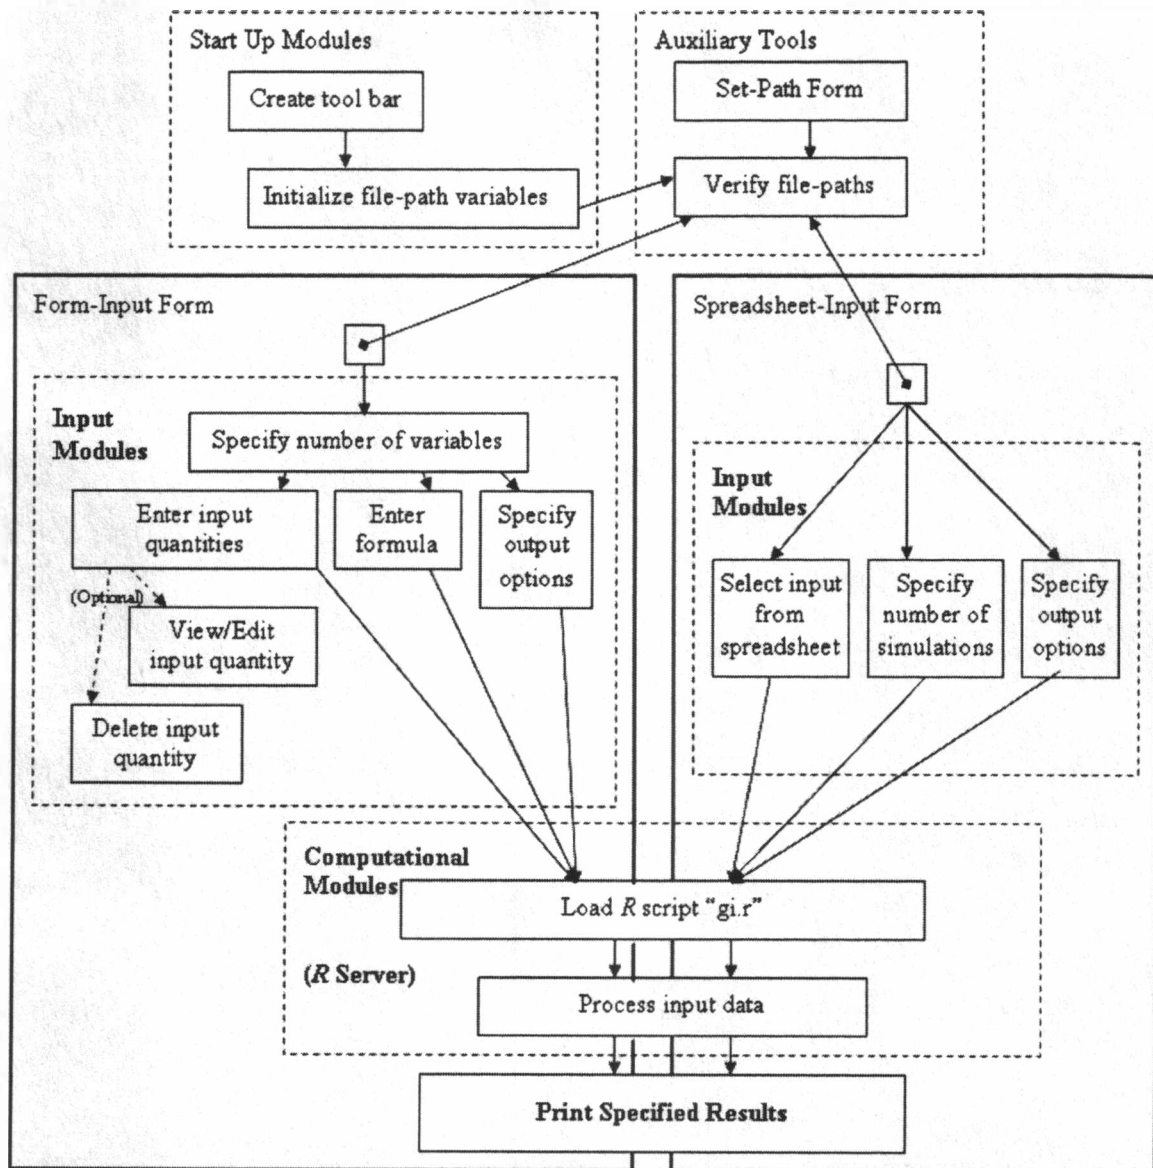 Start Up Modules
Create tool bar
Initialize file-path variables
Auxiliary Tools
Set-Path Form
Verify file-paths
Form-Input Form
Input
Modules
Specify number of variables
Enter input
quantities
Enter
formula
Specify
output
options
(Optional)
View/Edit
input quantity
Delete input
quantity
Spreadsheet-Input Form
Input
Modules
Select input
from
spreadsheet
Specify
number of
simulations
Specify
output
options
Computational
Modules
Load R script “gi.r”
(R Server)
Process input data
Print Specified Results